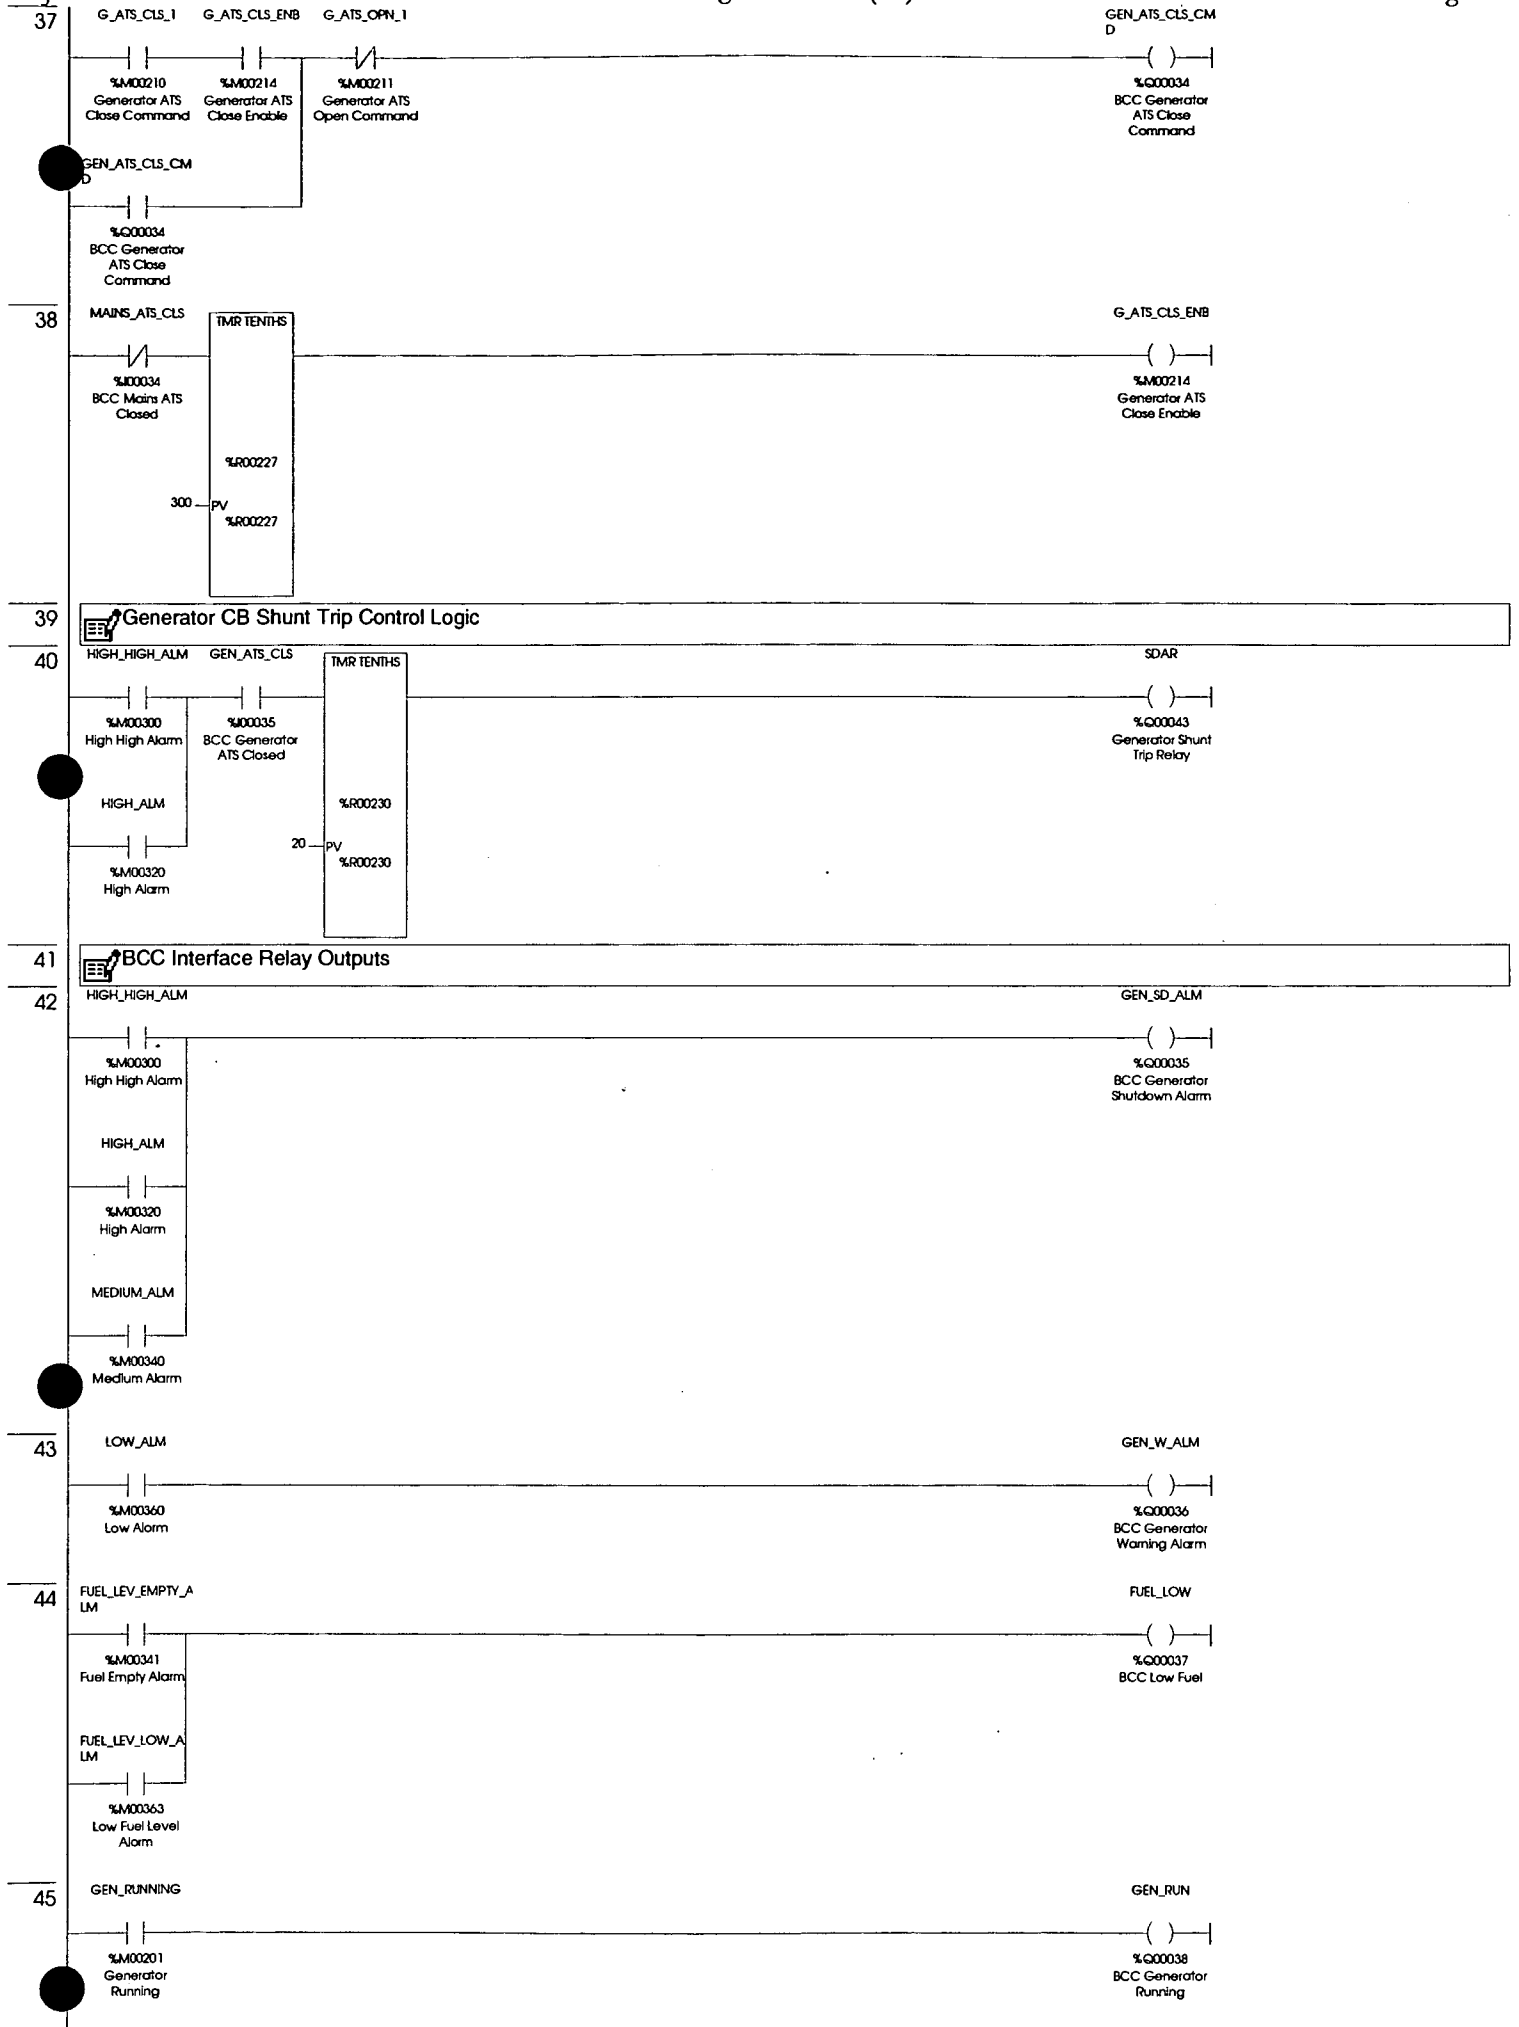 37
G_ATS_CLS_1 G_ATS_CLS_ENB G_ATS_OPN_1 GEN_ATS_CLS_CM
D
%M00210 %M00214 %M00211 %Q00034
Generator ATS Generator ATS Generator ATS BCC Generator
Close Command Close Enable Open Command ATS Close
Command
GEN_ATS_CLS_CM
D
%Q00034
BCC Generator
ATS Close
Command
38
MAINS_ATS_CLS TMR TENTHS G_ATS_CLS_ENB
%I00034 %M00214
BCC Mains ATS Generator ATS
Closed Close Enable
%R00227
300 PV
%R00227
39 Generator CB Shunt Trip Control Logic
40
HIGH_HIGH_ALM GEN_ATS_CLS TMR TENTHS SDAR
%M00300 %I00035 %Q00043
High High Alarm BCC Generator Generator Shunt
ATS Closed Trip Relay
HIGH_ALM %R00230
20 PV
%R00230
%M00320
High Alarm
41 BCC Interface Relay Outputs
42
HIGH_HIGH_ALM GEN_SD_ALM
%M00300 %Q00035
High High Alarm BCC Generator
Shutdown Alarm
HIGH_ALM
%M00320
High Alarm
MEDIUM_ALM
%M00340
Medium Alarm
43
LOW_ALM GEN_W_ALM
%M00360 %Q00036
Low Alarm BCC Generator
Warning Alarm
44
FUEL_LEV_EMPTY_A FUEL_LOW
LM
%M00341 %Q00037
Fuel Empty Alarm BCC Low Fuel
FUEL_LEV_LOW_A
LM
%M00363
Low Fuel Level
Alarm
45
GEN_RUNNING GEN_RUN
%M00201 %Q00038
Generator BCC Generator
Running Running